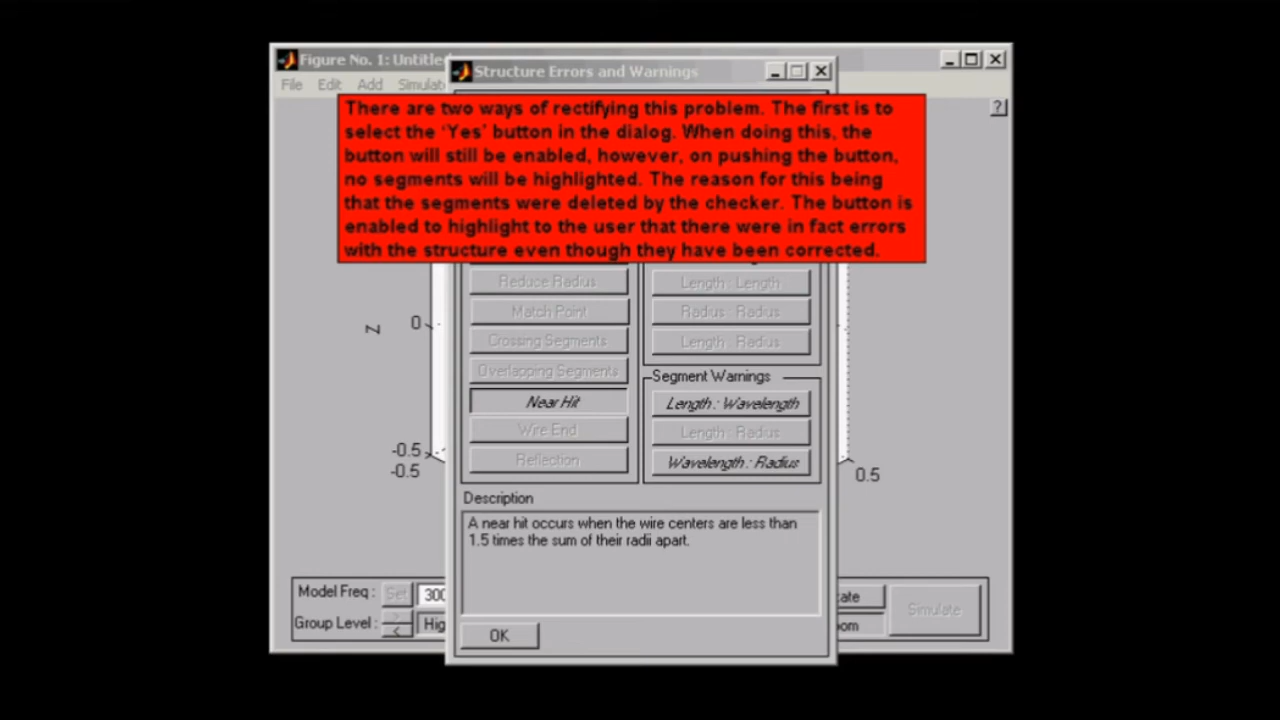 Figure No. 1: Untitled
Structure Errors and Warnings
File Edit Add Simulate
?
There are two ways of rectifying this problem. The first is to
select the 'Yes' button in the dialog. When doing this, the
button will still be enabled, however, on pushing the button,
no segments will be highlighted. The reason for this being
that the segments were deleted by the checker. The button is
enabled to highlight to the user that there were in fact errors
with the structure even though they have been corrected.
Reduce Radius
Match Point
Crossing Segments
Overlapping Segments
Near Hit
Wire End
Reflection
Length : Length
Radius : Radius
Length : Radius
Segment Warnings
Length : Wavelength
Length : Radius
Wavelength : Radius
Z
0
-0.5
-0.5
0.5
Description
A near hit occurs when the wire centers are less than
1.5 times the sum of their radii apart.
OK
Model Freq : Set 300
Group Level : > < Hig
ate
oom
Simulate